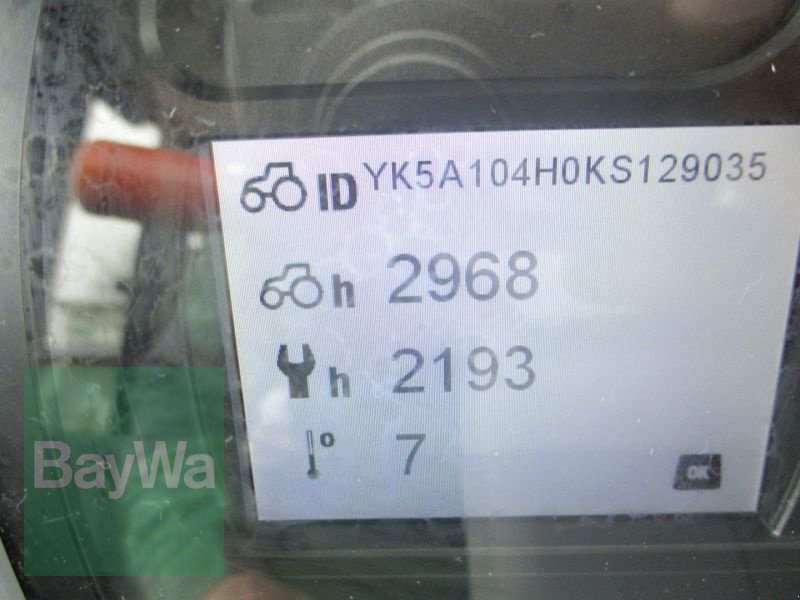 ID YK5A104H0KS129035
h 2968
h 2193
° 7
OK
BayWa